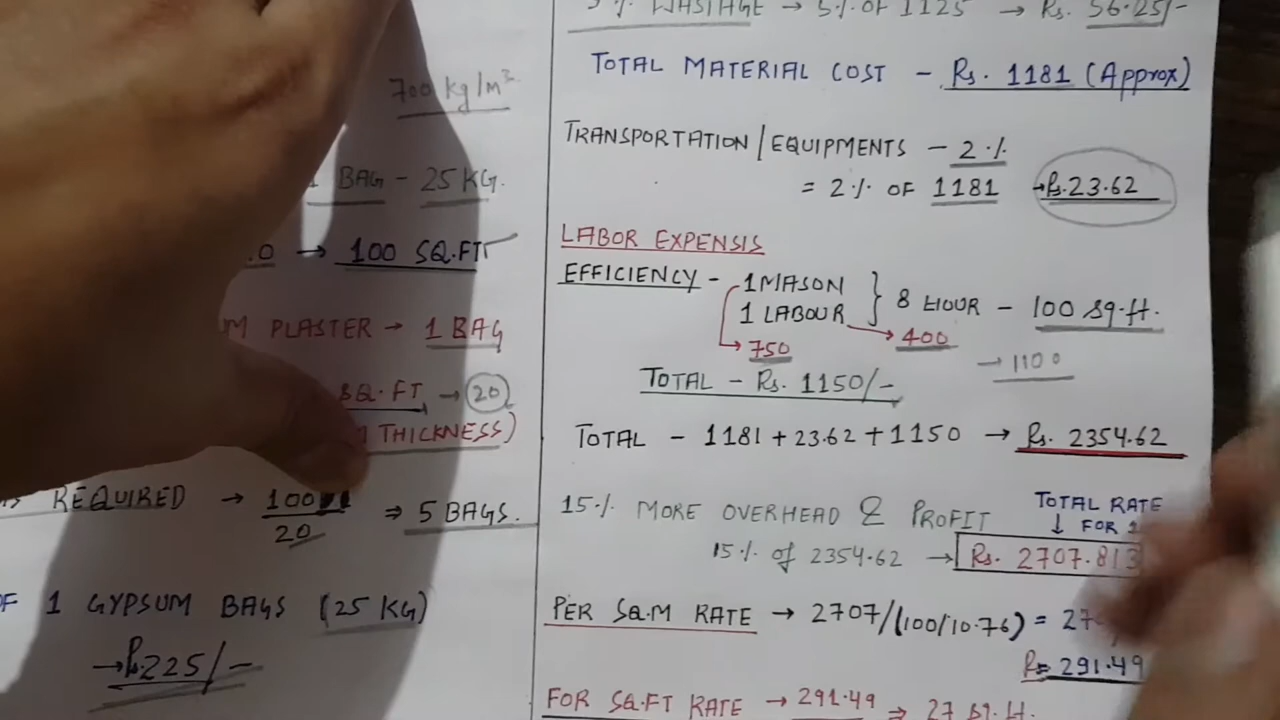 700 kg/m³
BAG - 25 KG.
→ 100 SQ.FT
PLASTER → 1 BAG
SQ.FT → 20
THICKNESS)
REQUIRED → 100
20
⇒ 5 BAGS.
1 GYPSUM BAGS (25 KG)
→ Rs.225/-
5% WASTAGE → 5% OF 1125 → Rs. 56.25/-
TOTAL MATERIAL COST - Rs. 1181 (Approx)
TRANSPORTATION/EQUIPMENTS - 2%
= 2% OF 1181 → Rs.23.62
LABOR EXPENSIS
EFFICIENCY - 1 MASON
1 LABOUR } 8 HOUR - 100 sq.ft.
→ 750 → 400
→ 1100
TOTAL - Rs. 1150/-
TOTAL - 1181 + 23.62 + 1150 → Rs. 2354.62
15% MORE OVERHEAD & PROFIT
TOTAL RATE
↓ FOR
15% of 2354.62 → Rs. 2707.813
PER SQ.M RATE → 2707/(100/10.76) =
Rs 291.49
FOR SQ.FT RATE → 291.49 ⇒ 27 sq.ft.